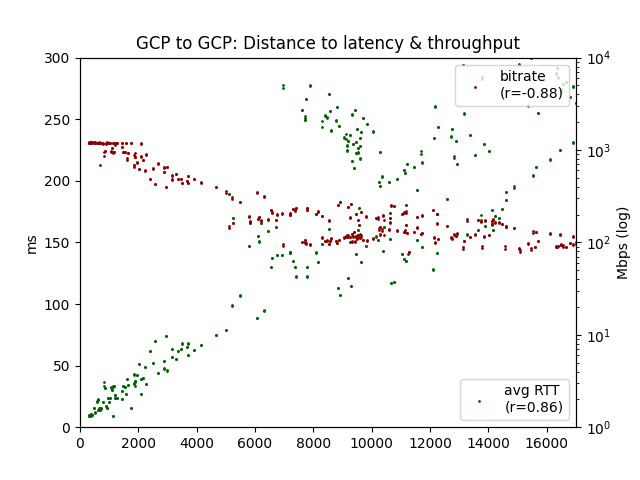 GCP to GCP: Distance to latency & throughput
300
250
200
150
100
50
0
ms
0 2000 4000 6000 8000 10000 12000 14000 16000
10^4
10^3
10^2
10^1
10^0
Mbps (log)
bitrate
(r=-0.88)
avg RTT
(r=0.86)